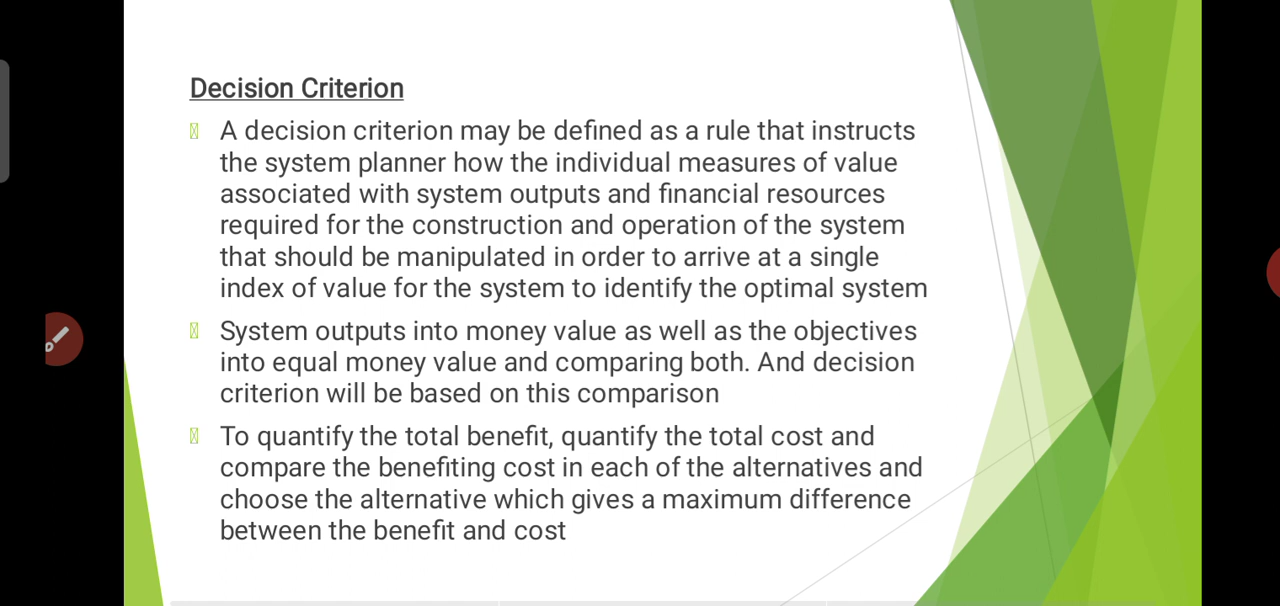 Decision Criterion
A decision criterion may be defined as a rule that instructs
the system planner how the individual measures of value
associated with system outputs and financial resources
required for the construction and operation of the system
that should be manipulated in order to arrive at a single
index of value for the system to identify the optimal system
System outputs into money value as well as the objectives
into equal money value and comparing both. And decision
criterion will be based on this comparison
To quantify the total benefit, quantify the total cost and
compare the benefiting cost in each of the alternatives and
choose the alternative which gives a maximum difference
between the benefit and cost